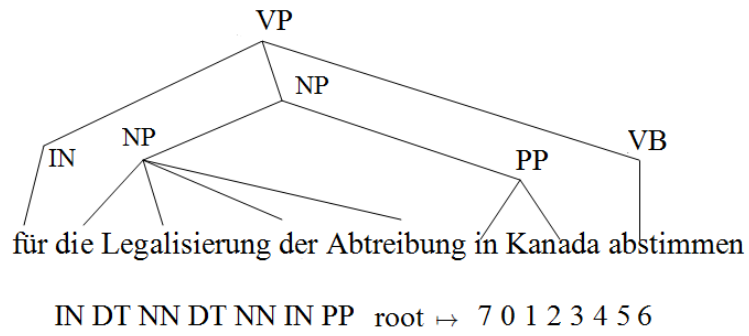 VP
NP
NP
IN
PP
VB
für die Legalisierung der Abtreibung in Kanada abstimmen
IN DT NN DT NN IN PP root ↦ 7 0 1 2 3 4 5 6